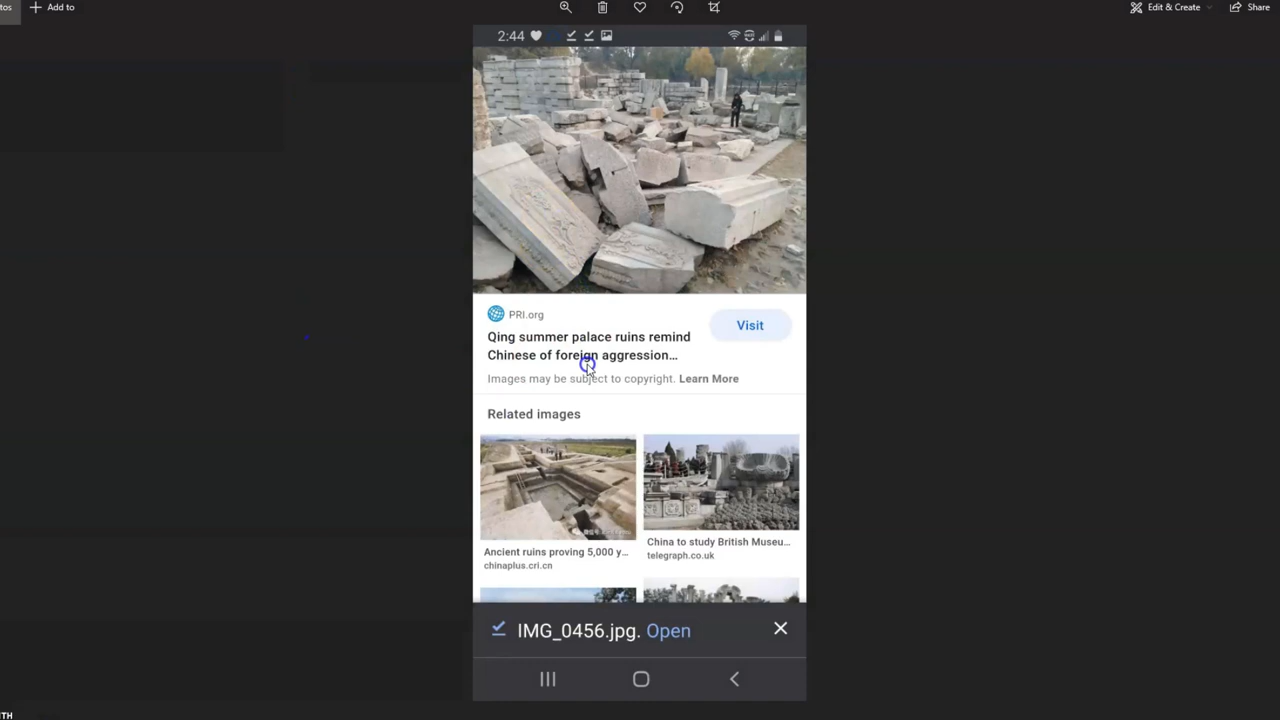 tos
Add to
Edit & Create
Share
2:44
PRI.org
Qing summer palace ruins remind
Chinese of foreign aggression…
Visit
Images may be subject to copyright. Learn More
Related images
Ancient ruins proving 5,000 y…
chinaplus.cri.cn
China to study British Museu…
telegraph.co.uk
IMG_0456.jpg. Open
ITH